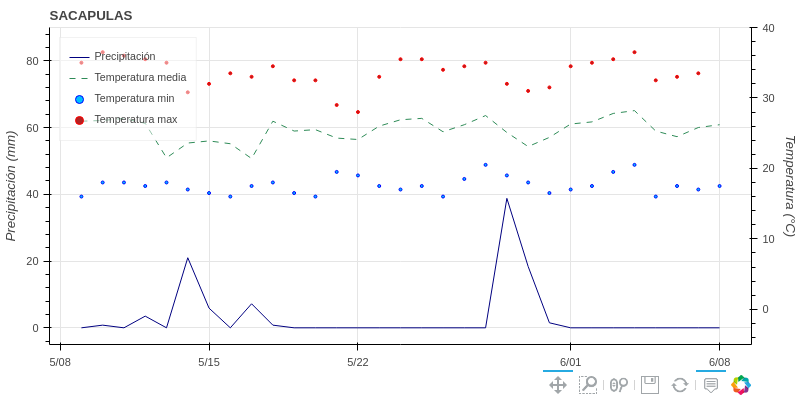 SACAPULAS
Precipitación
Temperatura media
Temperatura min
Temperatura max
Precipitación (mm)
80
60
40
20
0
Temperatura (°C)
40
30
20
10
0
5/08
5/15
5/22
6/01
6/08